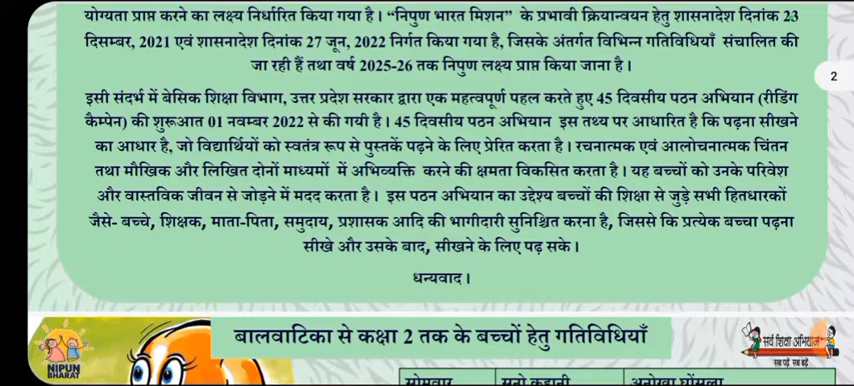 योग्यता प्राप्त करने का लक्ष्य निर्धारित किया गया है। “निपुण भारत मिशन” के प्रभावी क्रियान्वयन हेतु शासनादेश दिनांक 23
दिसम्बर, 2021 एवं शासनादेश दिनांक 27 जून, 2022 निर्गत किया गया है, जिसके अंतर्गत विभिन्न गतिविधियाँ संचालित की
जा रही हैं तथा वर्ष 2025-26 तक निपुण लक्ष्य प्राप्त किया जाना है।
2
इसी संदर्भ में बेसिक शिक्षा विभाग, उत्तर प्रदेश सरकार द्वारा एक महत्वपूर्ण पहल करते हुए 45 दिवसीय पठन अभियान (रीडिंग
कैम्पेन) की शुरूआत 01 नवम्बर 2022 से की गयी है। 45 दिवसीय पठन अभियान इस तथ्य पर आधारित है कि पढ़ना सीखने
का आधार है, जो विद्यार्थियों को स्वतंत्र रूप से पुस्तकें पढ़ने के लिए प्रेरित करता है। रचनात्मक एवं आलोचनात्मक चिंतन
तथा मौखिक और लिखित दोनों माध्यमों में अभिव्यक्ति करने की क्षमता विकसित करता है। यह बच्चों को उनके परिवेश
और वास्तविक जीवन से जोड़ने में मदद करता है। इस पठन अभियान का उद्देश्य बच्चों की शिक्षा से जुड़े सभी हितधारकों
जैसे- बच्चे, शिक्षक, माता-पिता, समुदाय, प्रशासक आदि की भागीदारी सुनिश्चित करना है, जिससे कि प्रत्येक बच्चा पढ़ना
सीखे और उसके बाद, सीखने के लिए पढ़ सके।
धन्यवाद।
बालवाटिका से कक्षा 2 तक के बच्चों हेतु गतिविधियाँ
NIPUN
BHARAT
सर्व शिक्षा अभियान
सब पढ़ें सब बढ़ें
सोमवार सुनो कहानी अनोखा घोंसला